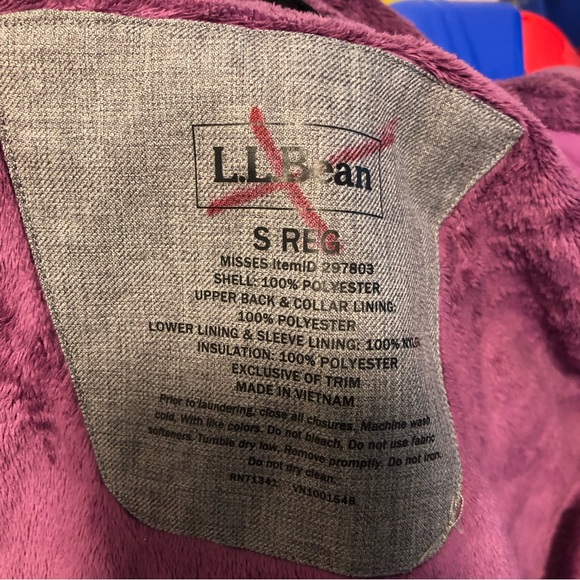 L.L.Bean
S REG
MISSES ItemID 297803
SHELL: 100% POLYESTER
UPPER BACK & COLLAR LINING:
100% POLYESTER
LOWER LINING & SLEEVE LINING: 100% NYLON
INSULATION: 100% POLYESTER
EXCLUSIVE OF TRIM
MADE IN VIETNAM
Prior to laundering, close all closures. Machine wash
cold. With like colors. Do not bleach. Do not use fabric
softeners. Tumble dry low. Remove promptly. Do not iron.
Do not dry clean.
RN71341 VN1001548